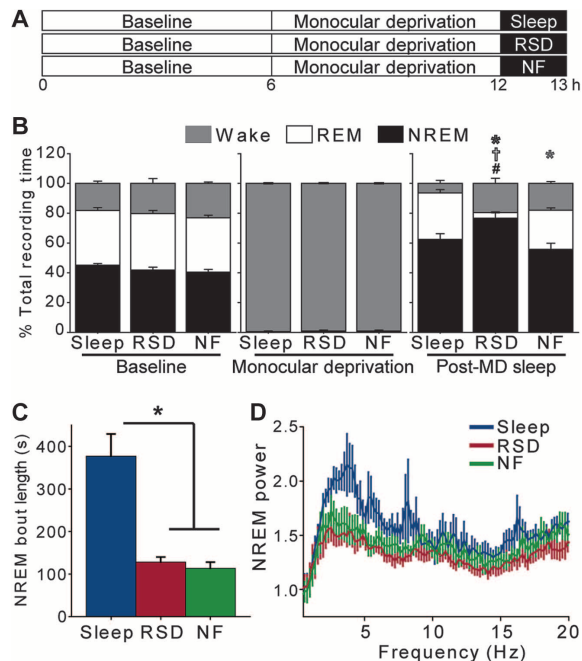 A
Baseline Monocular deprivation Sleep
Baseline Monocular deprivation RSD
Baseline Monocular deprivation NF
0 6 12 13 h
B
Wake REM NREM
% Total recording time
120
100
80
60
40
20
0
*
†
#
*
Sleep RSD NF Sleep RSD NF Sleep RSD NF
Baseline Monocular deprivation Post-MD sleep
C
NREM bout length (s)
400
300
200
100
0
*
Sleep RSD NF
D
NREM power
2.5
2.0
1.5
1.0
Sleep
RSD
NF
5 10 15 20
Frequency (Hz)